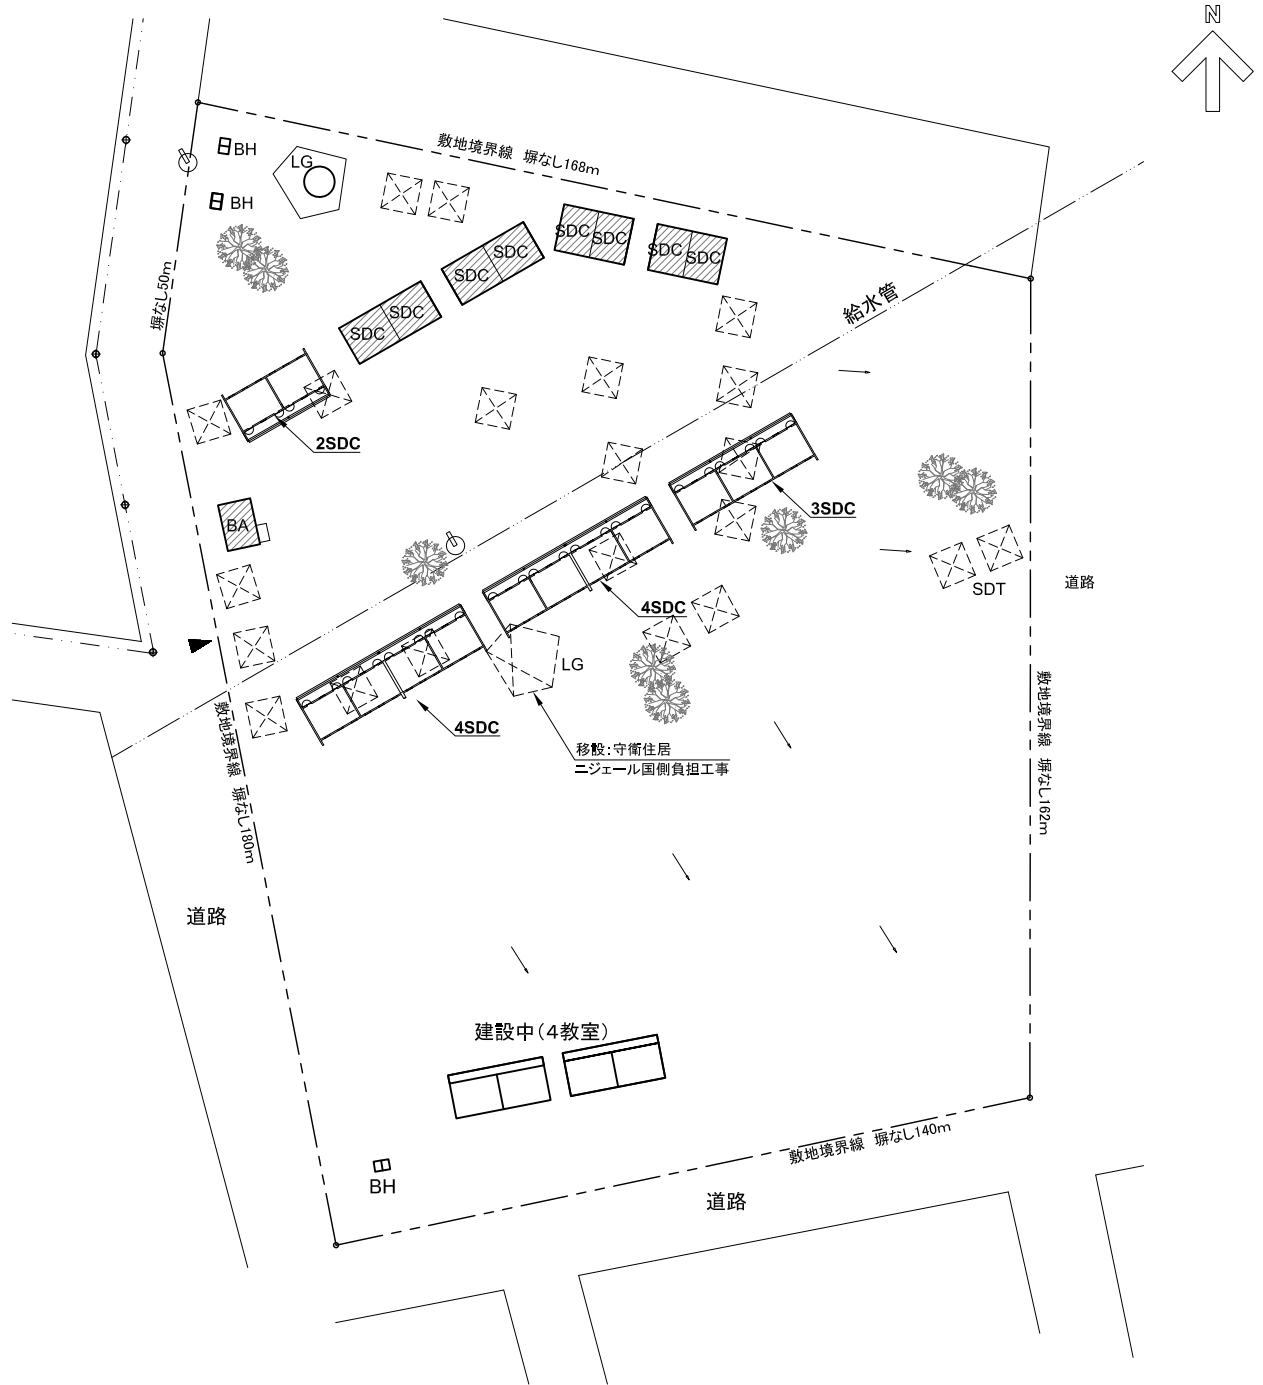 N
敷地境界線 塀なし168m
BH
LG
BH
SDC
SDC
SDC
SDC
SDC
SDC
SDC
SDC
塀なし50m
給水管
2SDC
3SDC
BA
SDT
道路
4SDC
LG
4SDC
敷地境界線 塀なし180m
敷地境界線 塀なし162m
移設:守衛住居
ニジェール国側負担工事
道路
建設中(4教室)
敷地境界線 塀なし140m
BH
道路